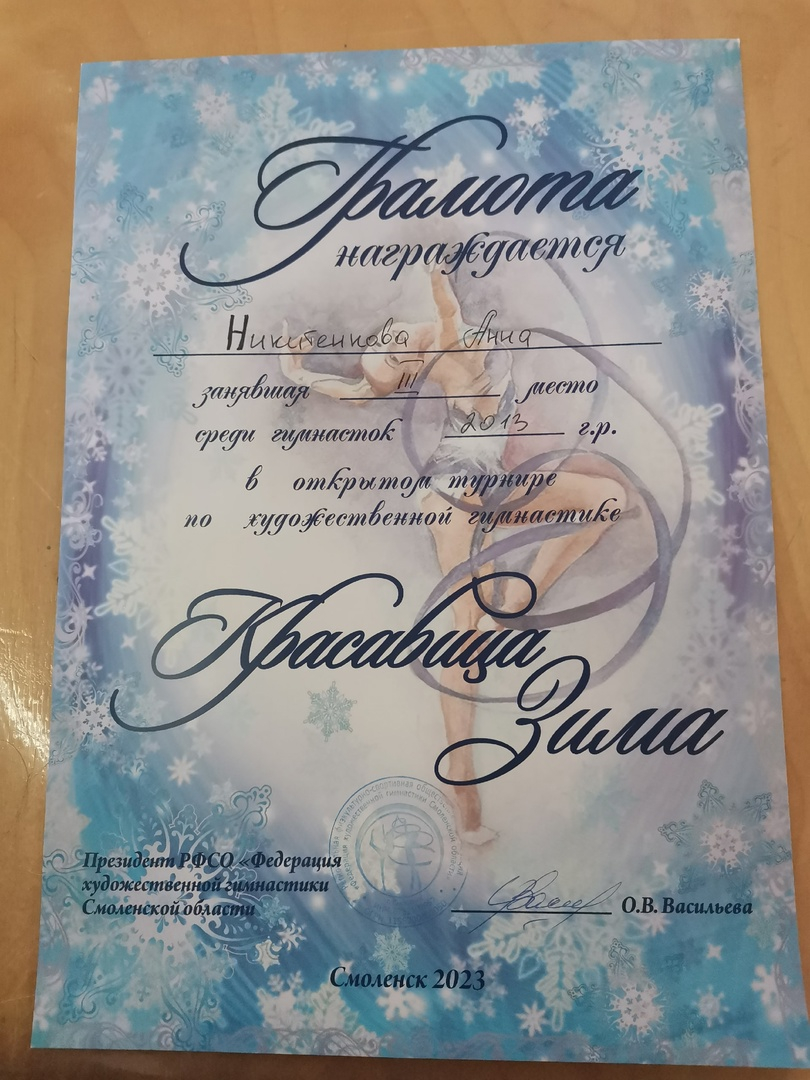 Грамота
награждается
Никитенкова Анна
занявшая III место
среди гимнасток 2013 г.р.
в открытом турнире
по художественной гимнастике
Красавица
Зима
Президент РФСО «Федерация
художественной гимнастики
Смоленской области
О.В. Васильева
Смоленск 2023